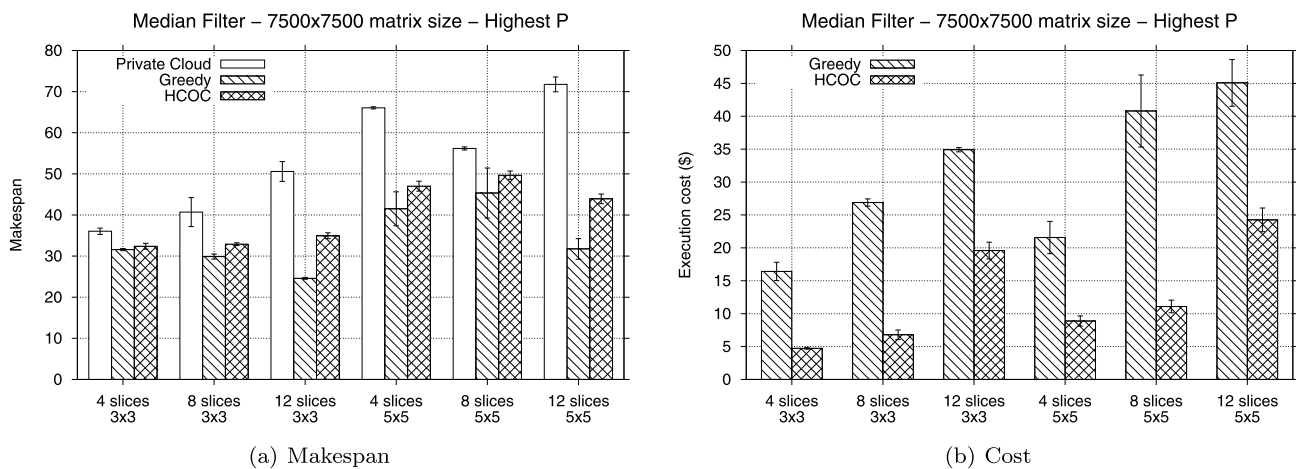 Median Filter – 7500x7500 matrix size – Highest P
Makespan
80
70
60
50
40
30
20
10
0
Private Cloud
Greedy
HCOC
4 slices 8 slices 12 slices 4 slices 8 slices 12 slices
3x3 3x3 3x3 5x5 5x5 5x5
(a) Makespan
Median Filter – 7500x7500 matrix size – Highest P
Execution cost ($)
50
45
40
35
30
25
20
15
10
5
0
Greedy
HCOC
4 slices 8 slices 12 slices 4 slices 8 slices 12 slices
3x3 3x3 3x3 5x5 5x5 5x5
(b) Cost